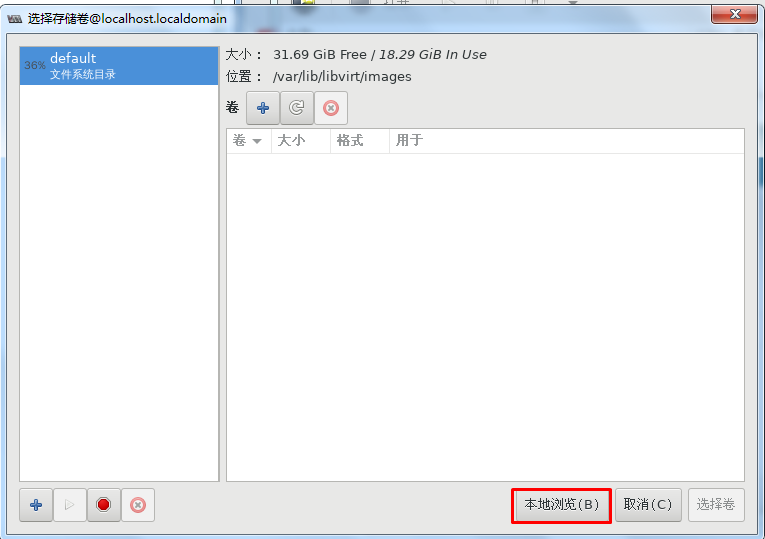 选择存储卷@localhost.localdomain
36%
default
文件系统目录
大小： 31.69 GiB Free / 18.29 GiB In Use
位置： /var/lib/libvirt/images
卷
卷 大小 格式 用于
本地浏览(B) 取消(C) 选择卷